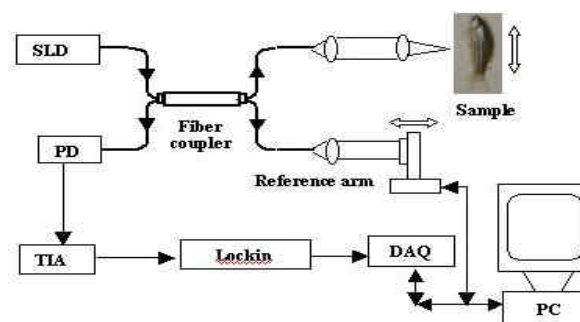 SLD
Sample
Fiber
coupler
PD
Reference arm
TIA
Lockin
DAQ
PC